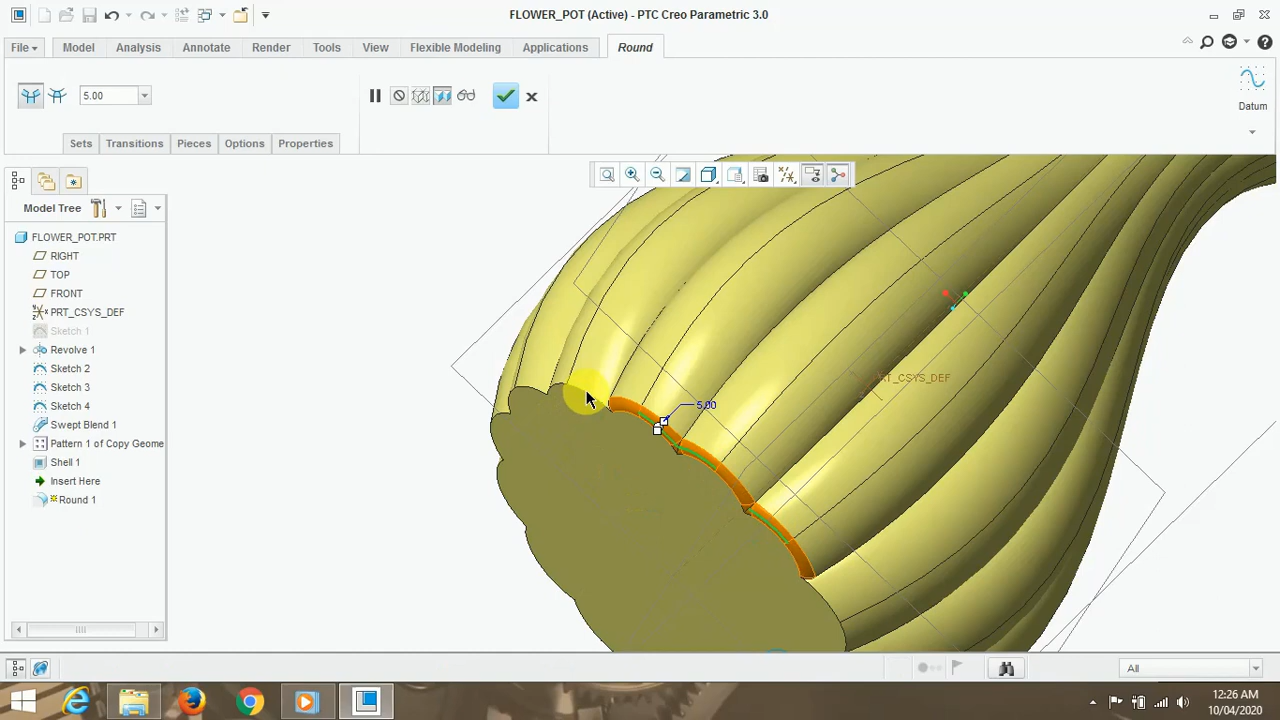 FLOWER_POT (Active) - PTC Creo Parametric 3.0
File Model Analysis Annotate Render Tools View Flexible Modeling Applications Round
5.00
Datum
Sets Transitions Pieces Options Properties
Model Tree
FLOWER_POT.PRT
RIGHT
TOP
FRONT
PRT_CSYS_DEF
Sketch 1
Revolve 1
Sketch 2
Sketch 3
Sketch 4
Swept Blend 1
Pattern 1 of Copy Geome
Shell 1
Insert Here
Round 1
PRT_CSYS_DEF
5.00
All
12:26 AM
10/04/2020